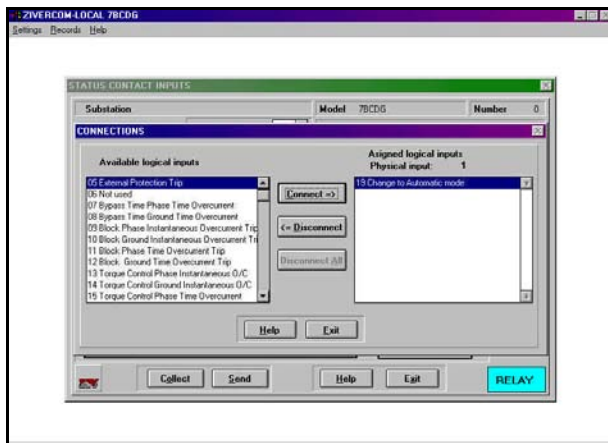 ZIVERCOM-LOCAL 7BCDG
Settings Records Help
STATUS CONTACT INPUTS
Substation Model 7BCDG Number 0
CONNECTIONS
Available logical inputs
05 External Protection Trip
06 Not used
07 Bypass Time Phase Time Overcurrent
08 Bypass Time Ground Time Overcurrent
09 Block Phase Instantaneous Overcurrent Trip
10 Block Ground Instantaneous Overcurrent Tri
11 Block Phase Time Overcurrent Trip
12 Block. Ground Time Overcurrent Trip
13 Torque Control Phase Instantaneous O/C
14 Torque Control Ground Instantaneous O/C
15 Torque Control Phase Time Overcurrent
Connect =>
<= Disconnect
Disconnect All
Asigned logical inputs
Physical input: 1
19 Change to Automatic mode
Help Exit
Collect Send Help Exit RELAY